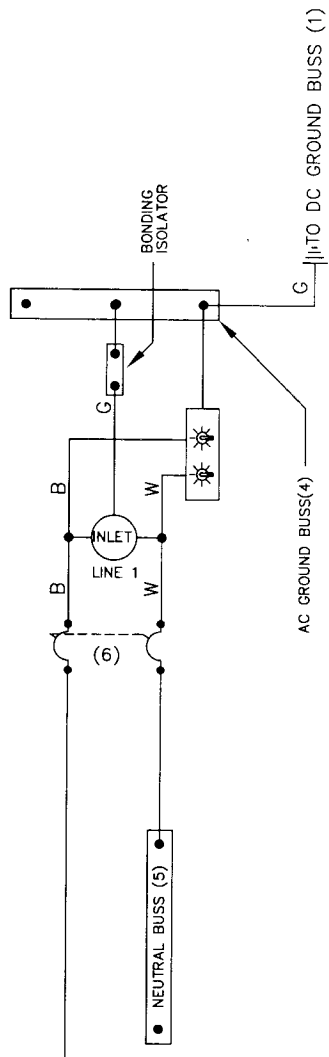 TO DC GROUND BUSS (1)
G
BONDING
ISOLATOR
G
AC GROUND BUSS(4)
B
W
INLET
LINE 1
B
W
(6)
NEUTRAL BUSS (5)